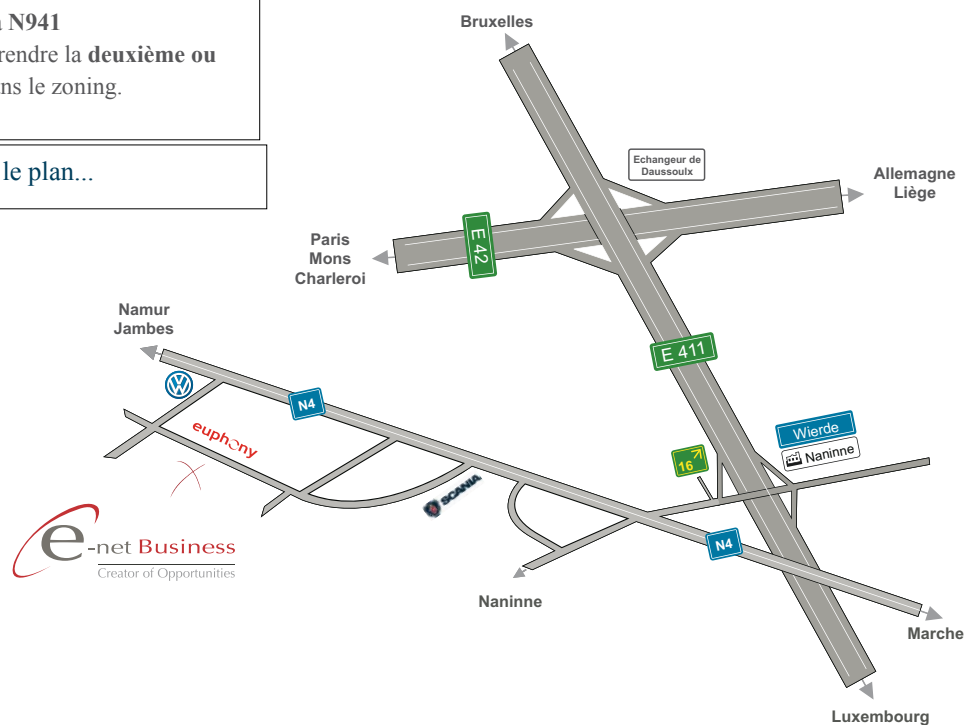 N941
rendre la deuxième ou
ns le zoning.
le plan...
Bruxelles
Echangeur de
Daussoulx
Allemagne
Liège
E 42
Paris
Mons
Charleroi
Namur
Jambes
E 411
N4
euphony
Wierde
Naninne
16
SCANIA
e-net Business
Creator of Opportunities
N4
Naninne
Marche
Luxembourg